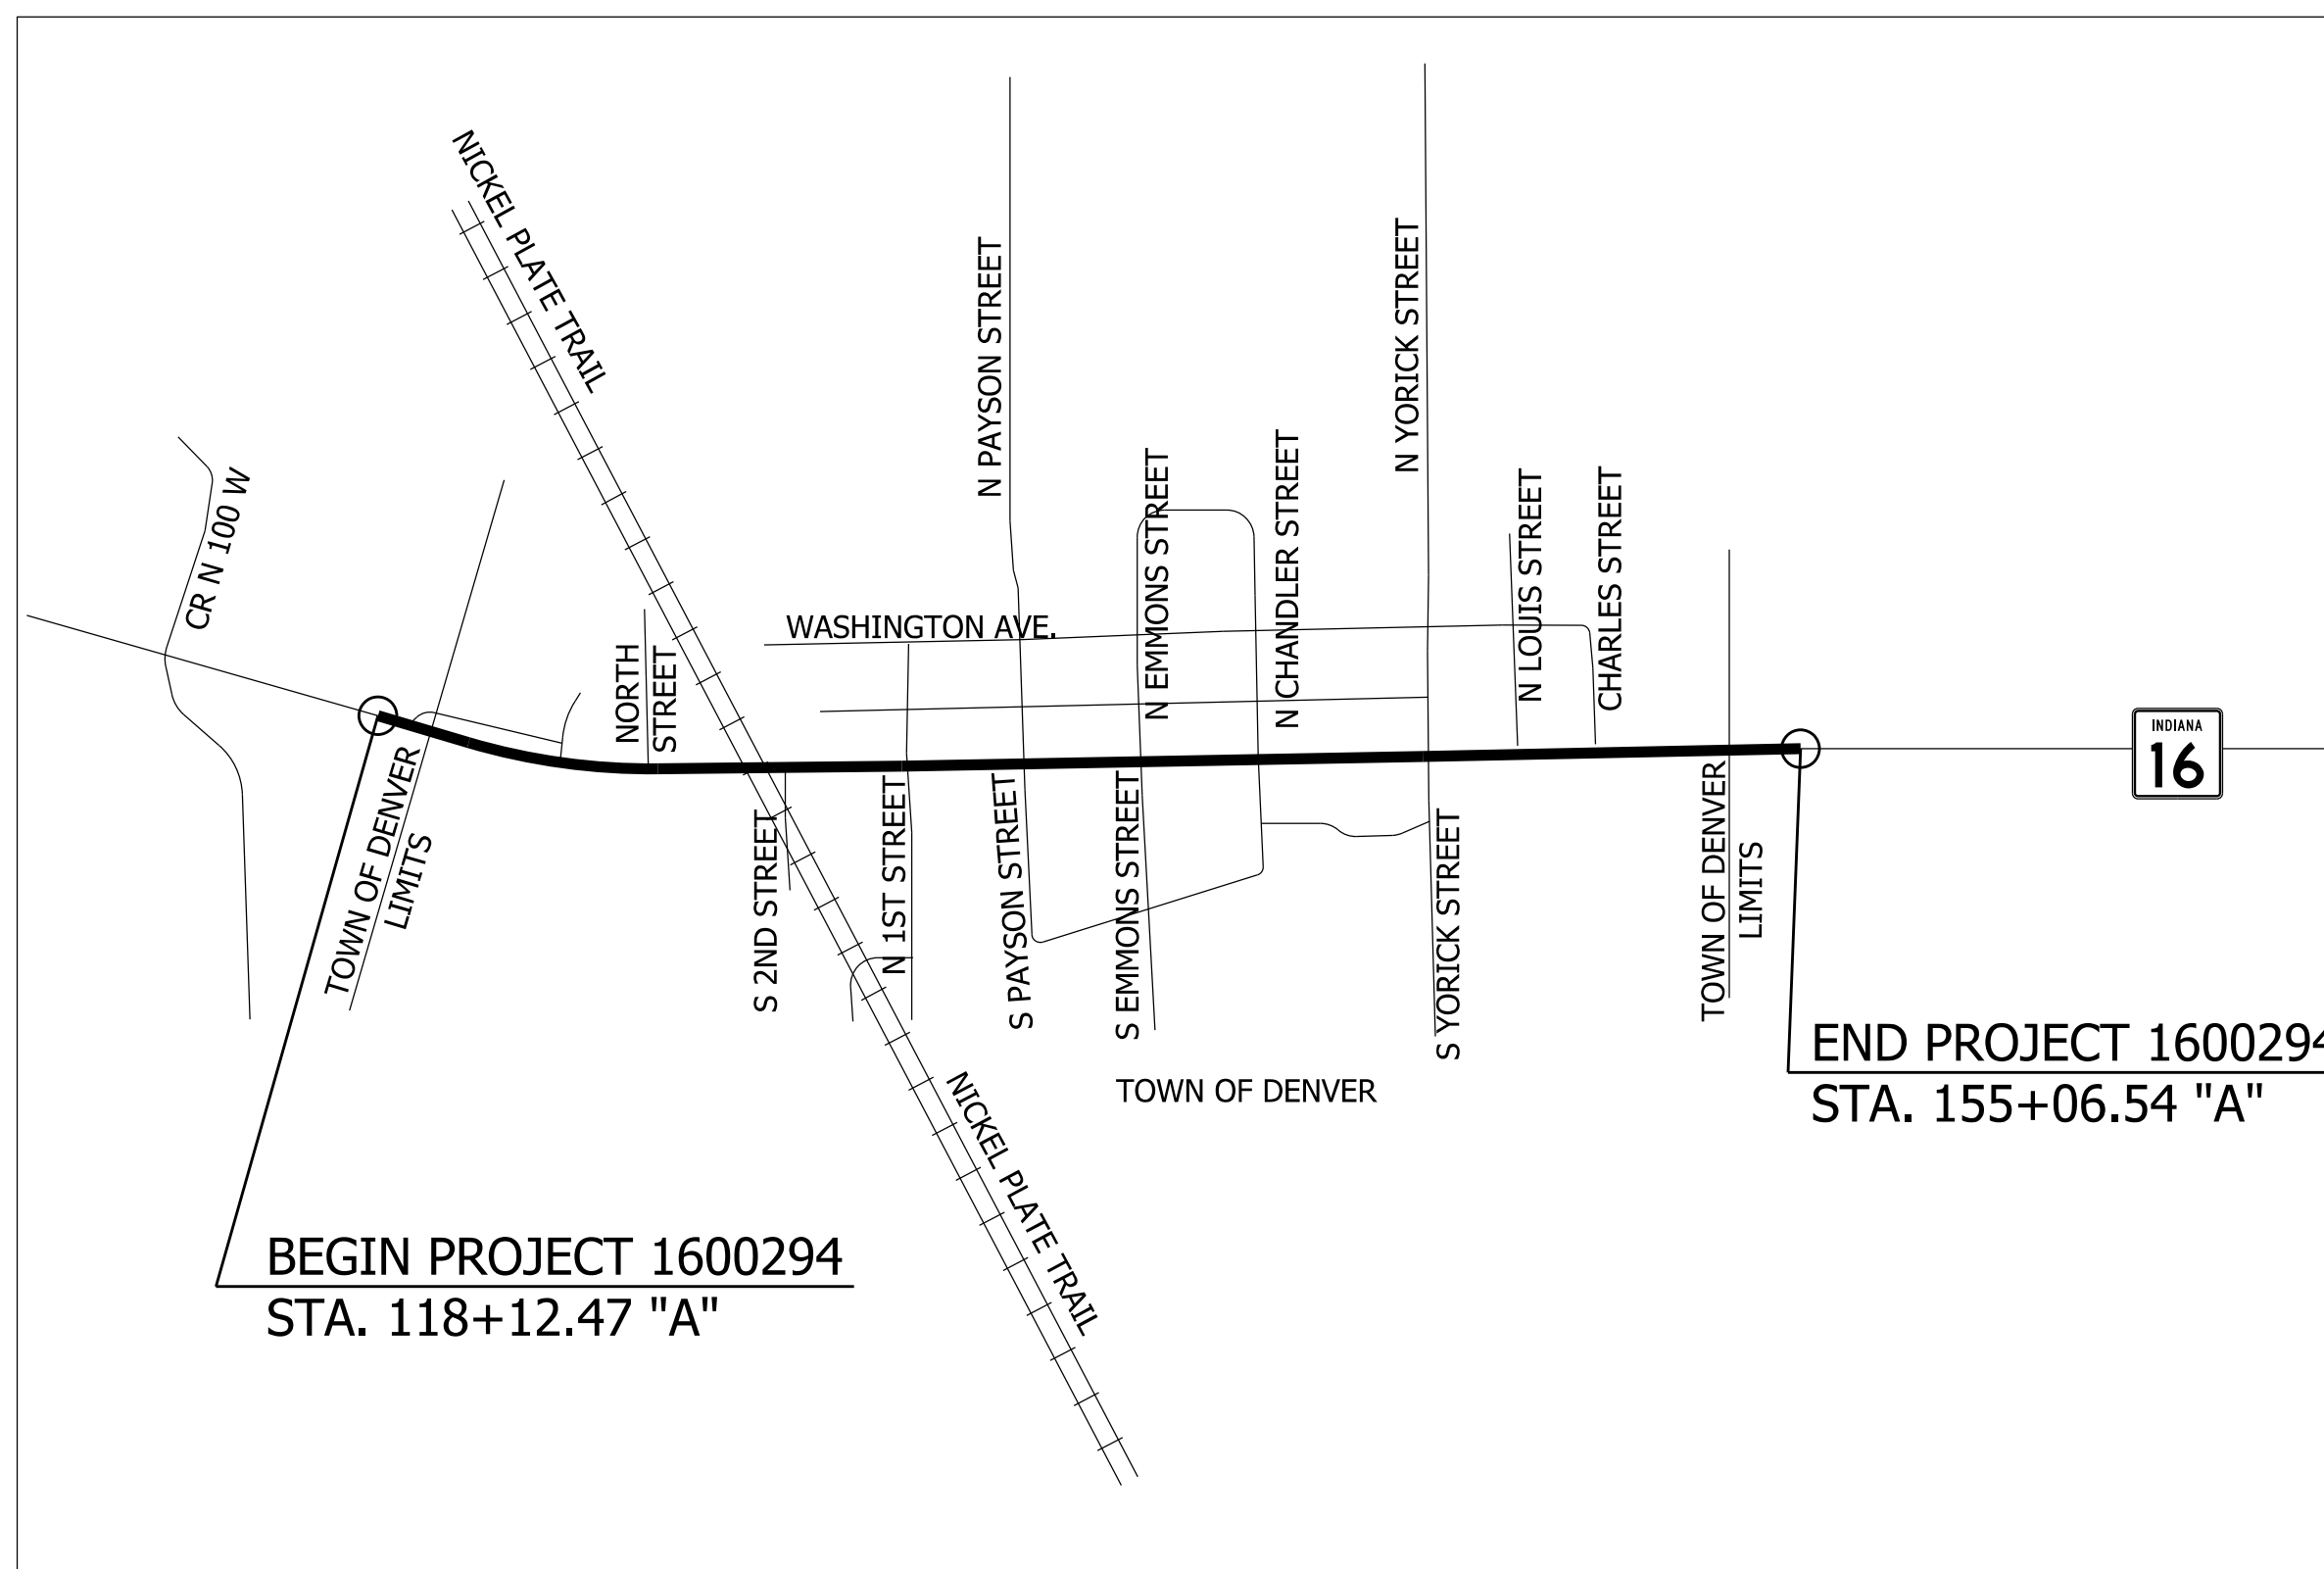 NICKEL PLATE TRAIL
N PAYSON STREET
N YORICK STREET
CR N 100 W
N EMMONS STREET
N CHANDLER STREET
N LOUIS STREET
CHARLES STREET
WASHINGTON AVE.
NORTH
STREET
INDIANA
16
TOWN OF DENVER
LIMITS
S 2ND STREET
N 1ST STREET
S PAYSON STREET
S EMMONS STREET
S YORICK STREET
TOWN OF DENVER
LIMITS
END PROJECT 1600294
STA. 155+06.54 "A"
TOWN OF DENVER
NICKEL PLATE TRAIL
BEGIN PROJECT 1600294
STA. 118+12.47 "A"